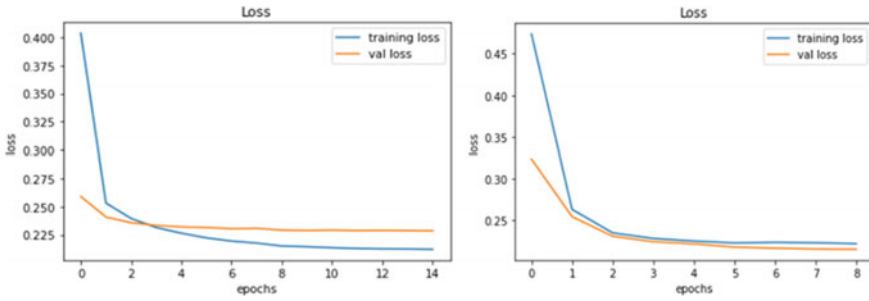 Loss
0.400
0.375
0.350
0.325
0.300
0.275
0.250
0.225
loss
training loss
val loss
0 2 4 6 8 10 12 14
epochs
Loss
0.45
0.40
0.35
0.30
0.25
loss
training loss
val loss
0 1 2 3 4 5 6 7 8
epochs